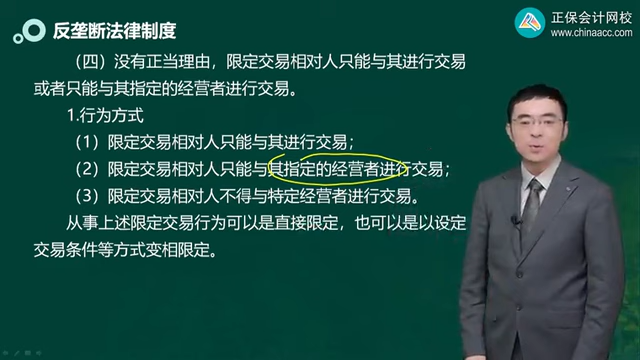 反垄断法律制度
正保会计网校
www.chinaacc.com
（四）没有正当理由，限定交易相对人只能与其进行交易
或者只能与其指定的经营者进行交易。
1.行为方式
（1）限定交易相对人只能与其进行交易；
（2）限定交易相对人只能与其指定的经营者进行交易；
（3）限定交易相对人不得与特定经营者进行交易。
从事上述限定交易行为可以是直接限定，也可以是以设定
交易条件等方式变相限定。